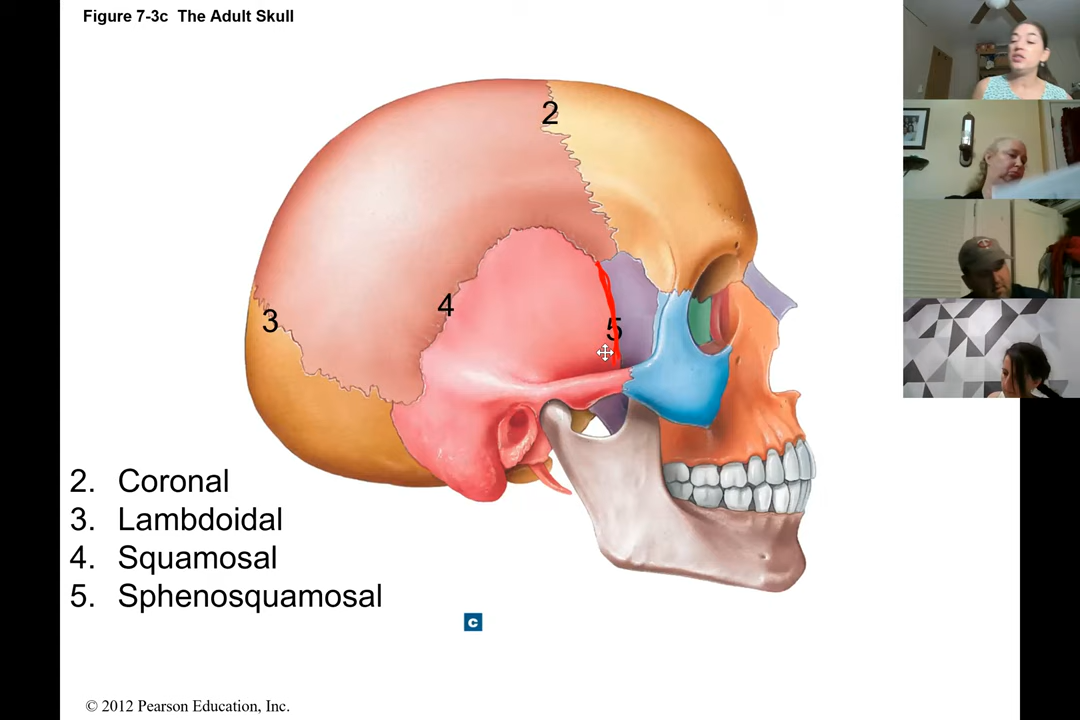 Figure 7-3c The Adult Skull
2
4
3
5
2. Coronal
3. Lambdoidal
4. Squamosal
5. Sphenosquamosal
c
© 2012 Pearson Education, Inc.